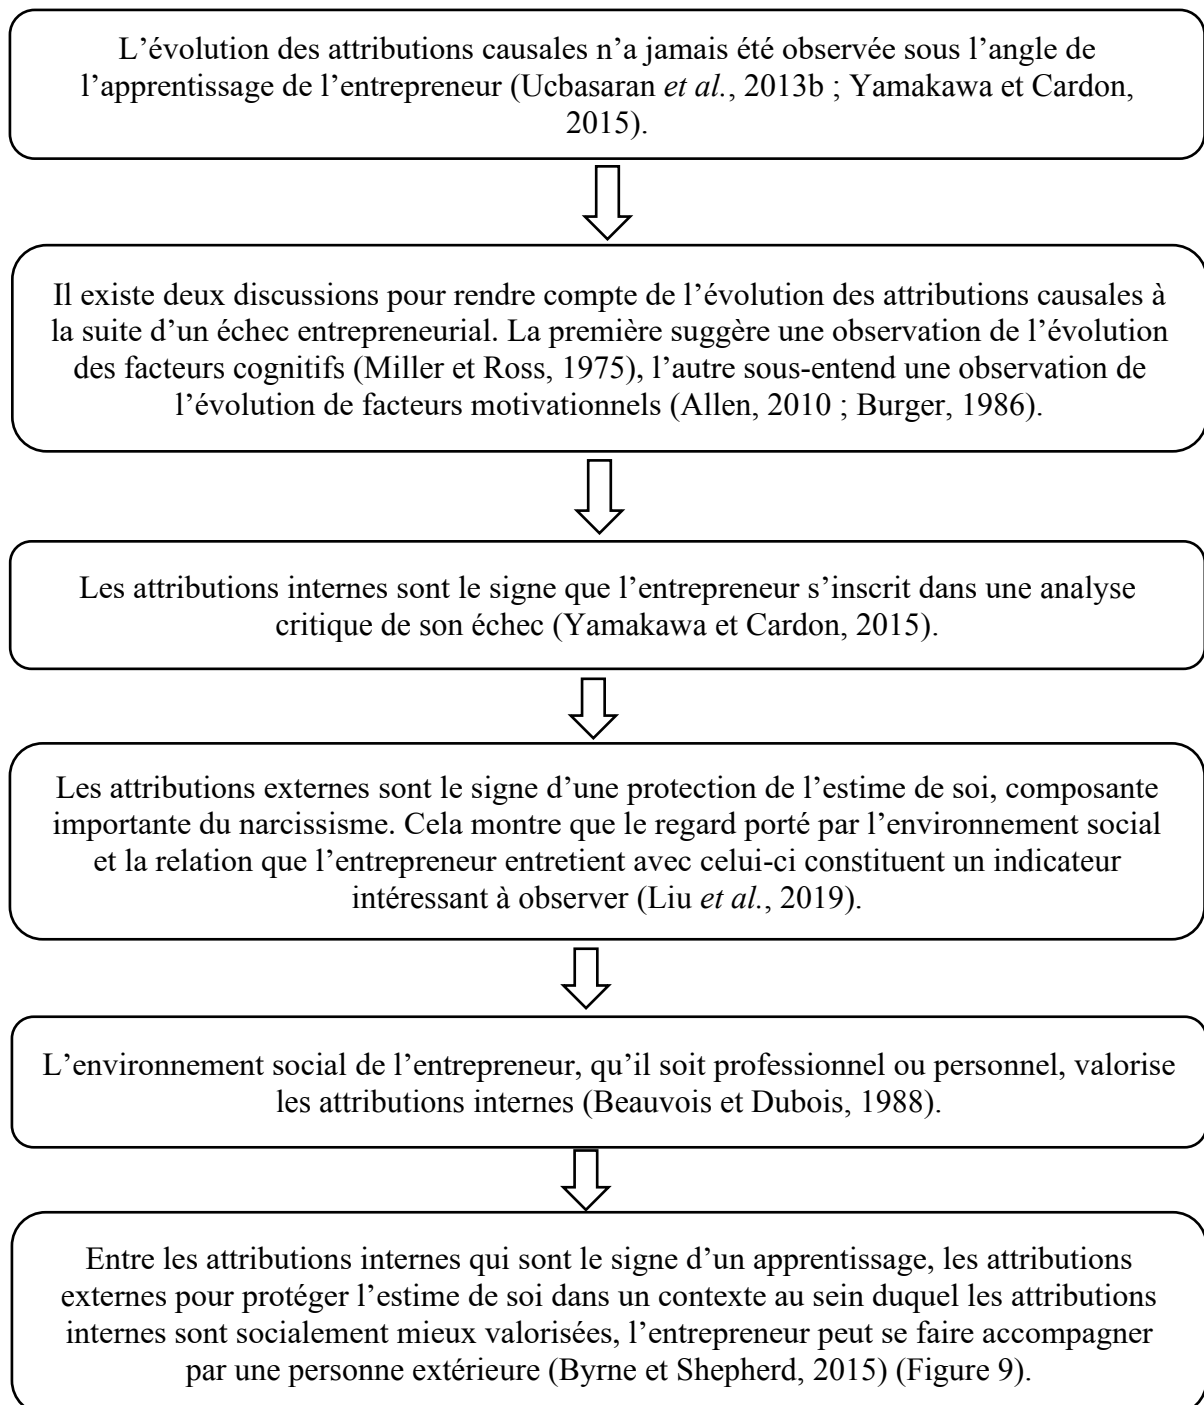 L’évolution des attributions causales n’a jamais été observée sous l’angle de
l’apprentissage de l’entrepreneur (Ucbasaran et al., 2013b ; Yamakawa et Cardon,
2015).
Il existe deux discussions pour rendre compte de l’évolution des attributions causales à
la suite d’un échec entrepreneurial. La première suggère une observation de l’évolution
des facteurs cognitifs (Miller et Ross, 1975), l’autre sous-entend une observation de
l’évolution de facteurs motivationnels (Allen, 2010 ; Burger, 1986).
Les attributions internes sont le signe que l’entrepreneur s’inscrit dans une analyse
critique de son échec (Yamakawa et Cardon, 2015).
Les attributions externes sont le signe d’une protection de l’estime de soi, composante
importante du narcissisme. Cela montre que le regard porté par l’environnement social
et la relation que l’entrepreneur entretient avec celui-ci constituent un indicateur
intéressant à observer (Liu et al., 2019).
L’environnement social de l’entrepreneur, qu’il soit professionnel ou personnel, valorise
les attributions internes (Beauvois et Dubois, 1988).
Entre les attributions internes qui sont le signe d’un apprentissage, les attributions
externes pour protéger l’estime de soi dans un contexte au sein duquel les attributions
internes sont socialement mieux valorisées, l’entrepreneur peut se faire accompagner
par une personne extérieure (Byrne et Shepherd, 2015) (Figure 9).